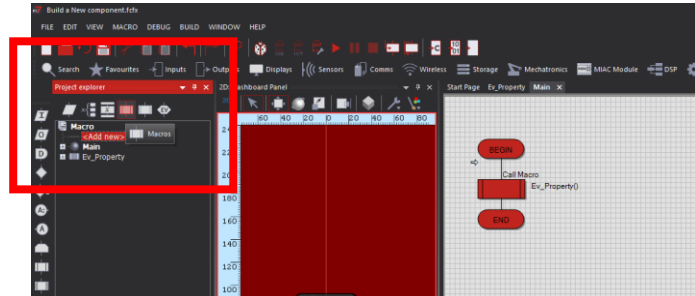 Build a New component.fcfx
FILE EDIT VIEW MACRO DEBUG BUILD WINDOW HELP
Search Favourites Inputs Outputs Displays Sensors Comms Wireless Storage Mechatronics MIAC Module DSP
Project explorer
2D: Dashboard Panel
Start Page Ev_Property Main
Macro
<Add new>
Macros
Main
Ev_Property
60 40 20 0 20 40 60 80
180
160
140
120
100
BEGIN
Call Macro
Ev_Property()
END